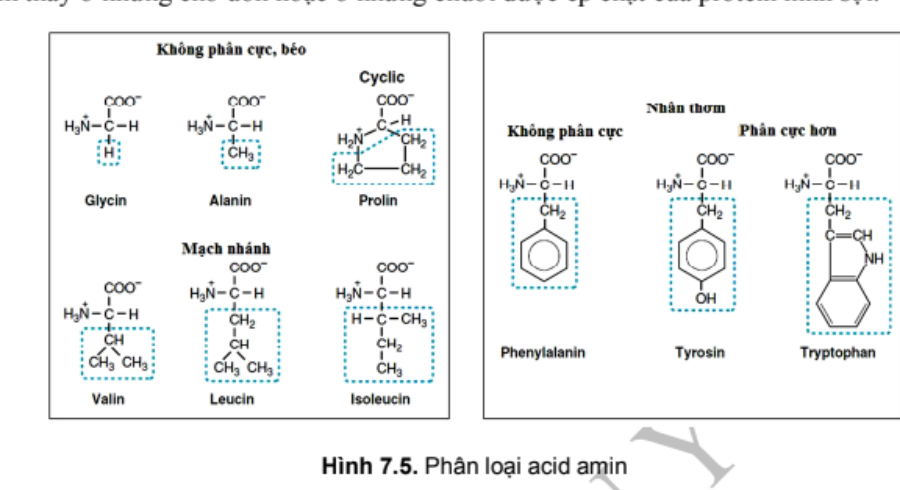 Không phân cực, béo
Cyclic
COO⁻ COO⁻ COO⁻
H₃N⁺–C–H H₃N⁺–C–H C–H
H CH₃ H₂N⁺ CH₂
H₂C CH₂
Glycin Alanin Prolin
Mạch nhánh
COO⁻ COO⁻ COO⁻
H₃N⁺–C–H H₃N⁺–C–H H₃N⁺–C–H
CH CH₂ H–C–CH₃
CH₃ CH₃ CH CH₂
CH₃ CH₃ CH₃
Valin Leucin Isoleucin
Nhân thơm
Không phân cực Phân cực hơn
COO⁻ COO⁻ COO⁻
H₃N⁺–C–H H₃N⁺–C–H H₃N⁺–C–H
CH₂ CH₂ CH₂
C=CH
NH
OH
Phenylalanin Tyrosin Tryptophan
Hình 7.5. Phân loại acid amin
Y